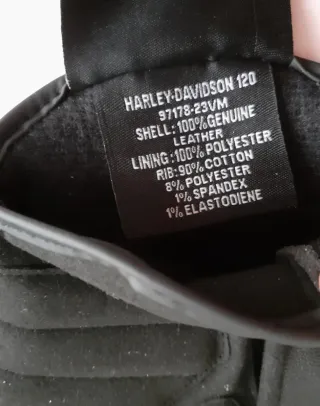 HARLEY-DAVIDSON 120
97178-23VM
SHELL: 100% GENUINE
LEATHER
LINING: 100% POLYESTER
RIB: 90% COTTON
8% POLYESTER
1% SPANDEX
1% ELASTODIENE